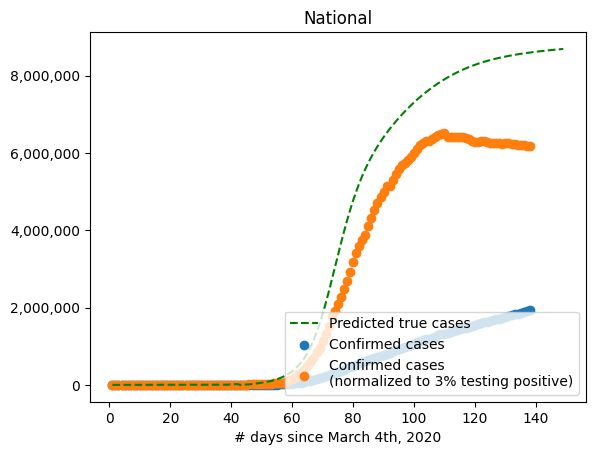 National
8,000,000
6,000,000
4,000,000
2,000,000
0
Predicted true cases
Confirmed cases
Confirmed cases
(normalized to 3% testing positive)
0 20 40 60 80 100 120 140
# days since March 4th, 2020